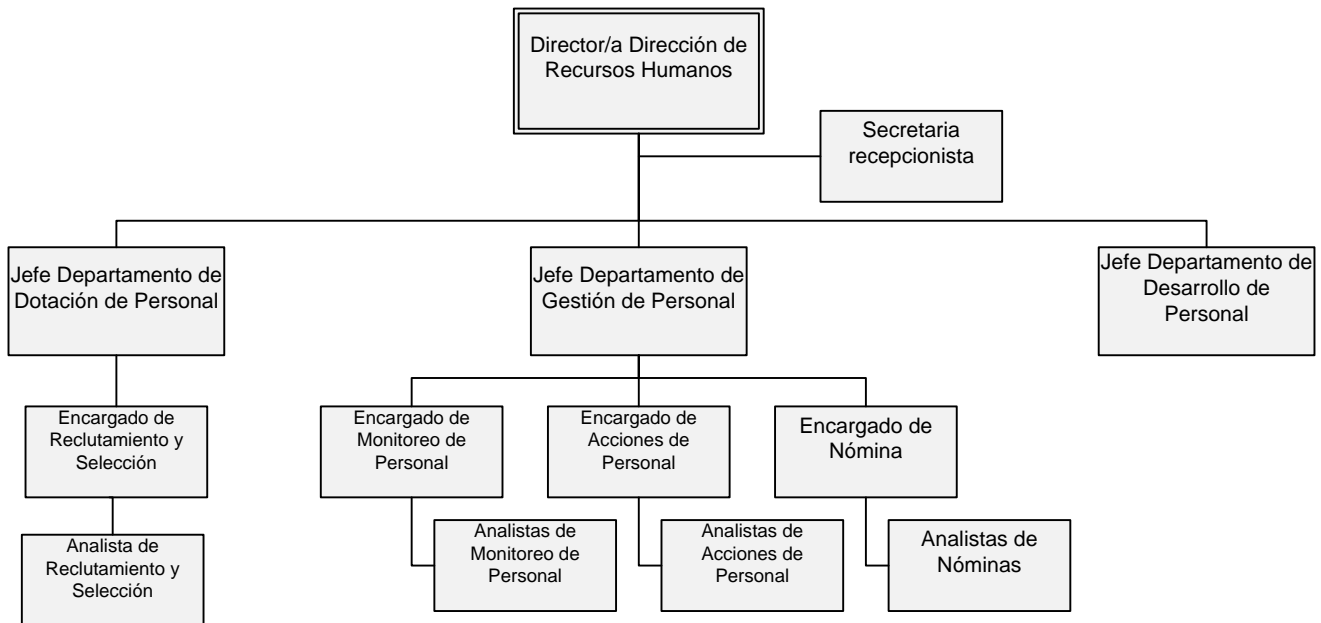 Director/a Dirección de
Recursos Humanos
Secretaria
recepcionista
Jefe Departamento de
Dotación de Personal
Jefe Departamento de
Gestión de Personal
Jefe Departamento de
Desarrollo de
Personal
Encargado de
Reclutamiento y
Selección
Encargado de
Monitoreo de
Personal
Encargado de
Acciones de
Personal
Encargado de
Nómina
Analista de
Reclutamiento y
Selección
Analistas de
Monitoreo de
Personal
Analistas de
Acciones de
Personal
Analistas de
Nóminas